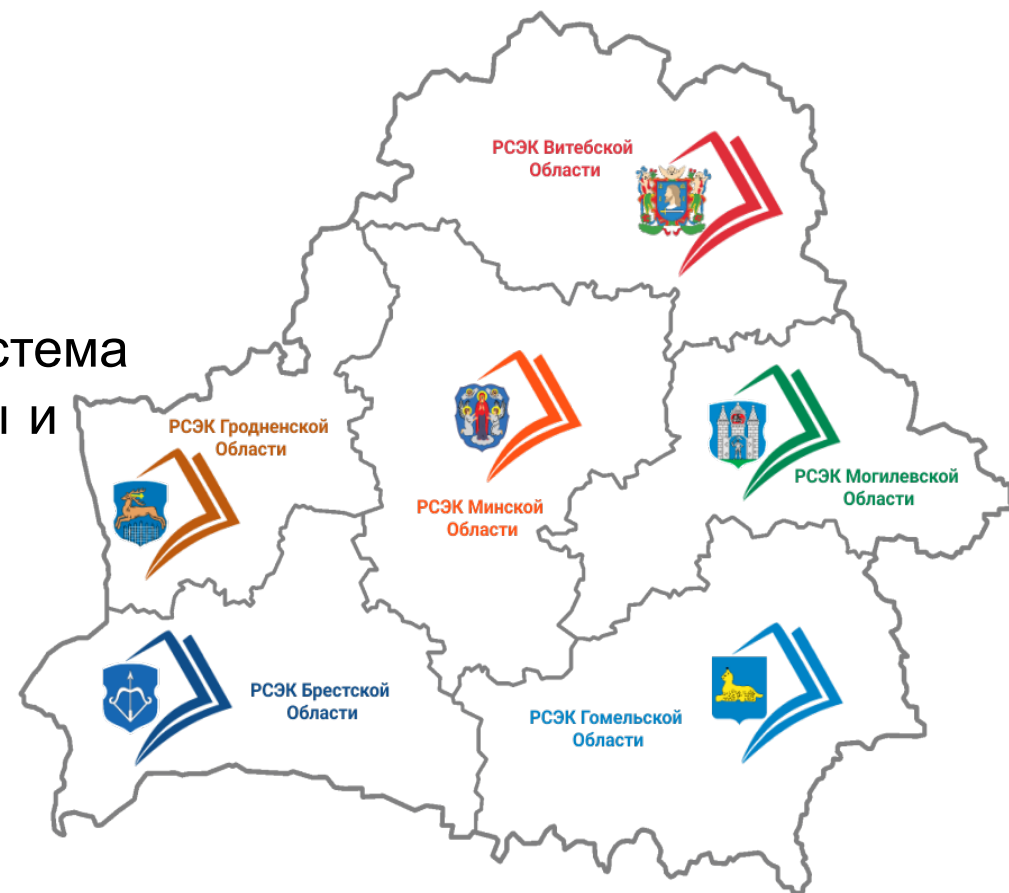 РСЭК Витебской
Области
стема
и
РСЭК Гродненской
Области
РСЭК Минской
Области
РСЭК Могилевской
Области
РСЭК Брестской
Области
РСЭК Гомельской
Области